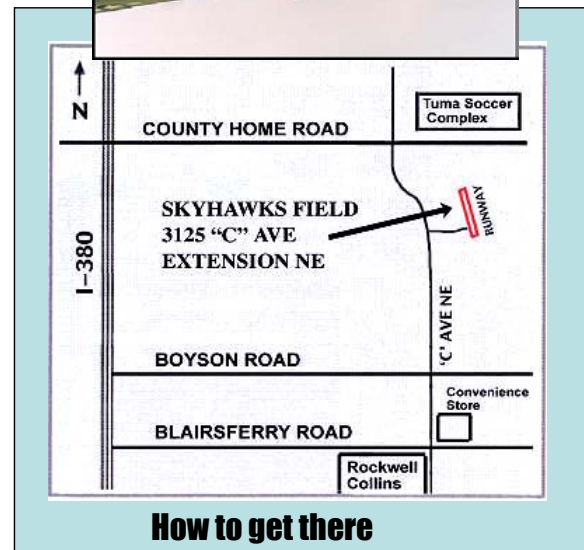 N
Tuma Soccer
Complex
COUNTY HOME ROAD
SKYHAWKS FIELD
3125 “C” AVE
EXTENSION NE
RUNWAY
I-380
'C' AVE NE
BOYSON ROAD
Convenience
Store
BLAIRSFERRY ROAD
Rockwell
Collins
How to get there